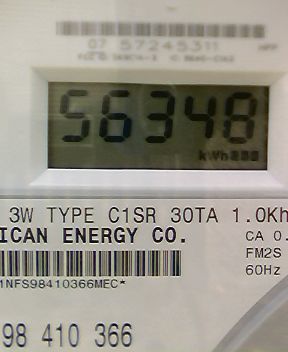 07 57245311
56348
kWh
3W TYPE C1SR 30TA 1.0Kh
ICAN ENERGY CO.
CA 0.
FM2S
1NFS98410366MEC*
60Hz
98 410 366